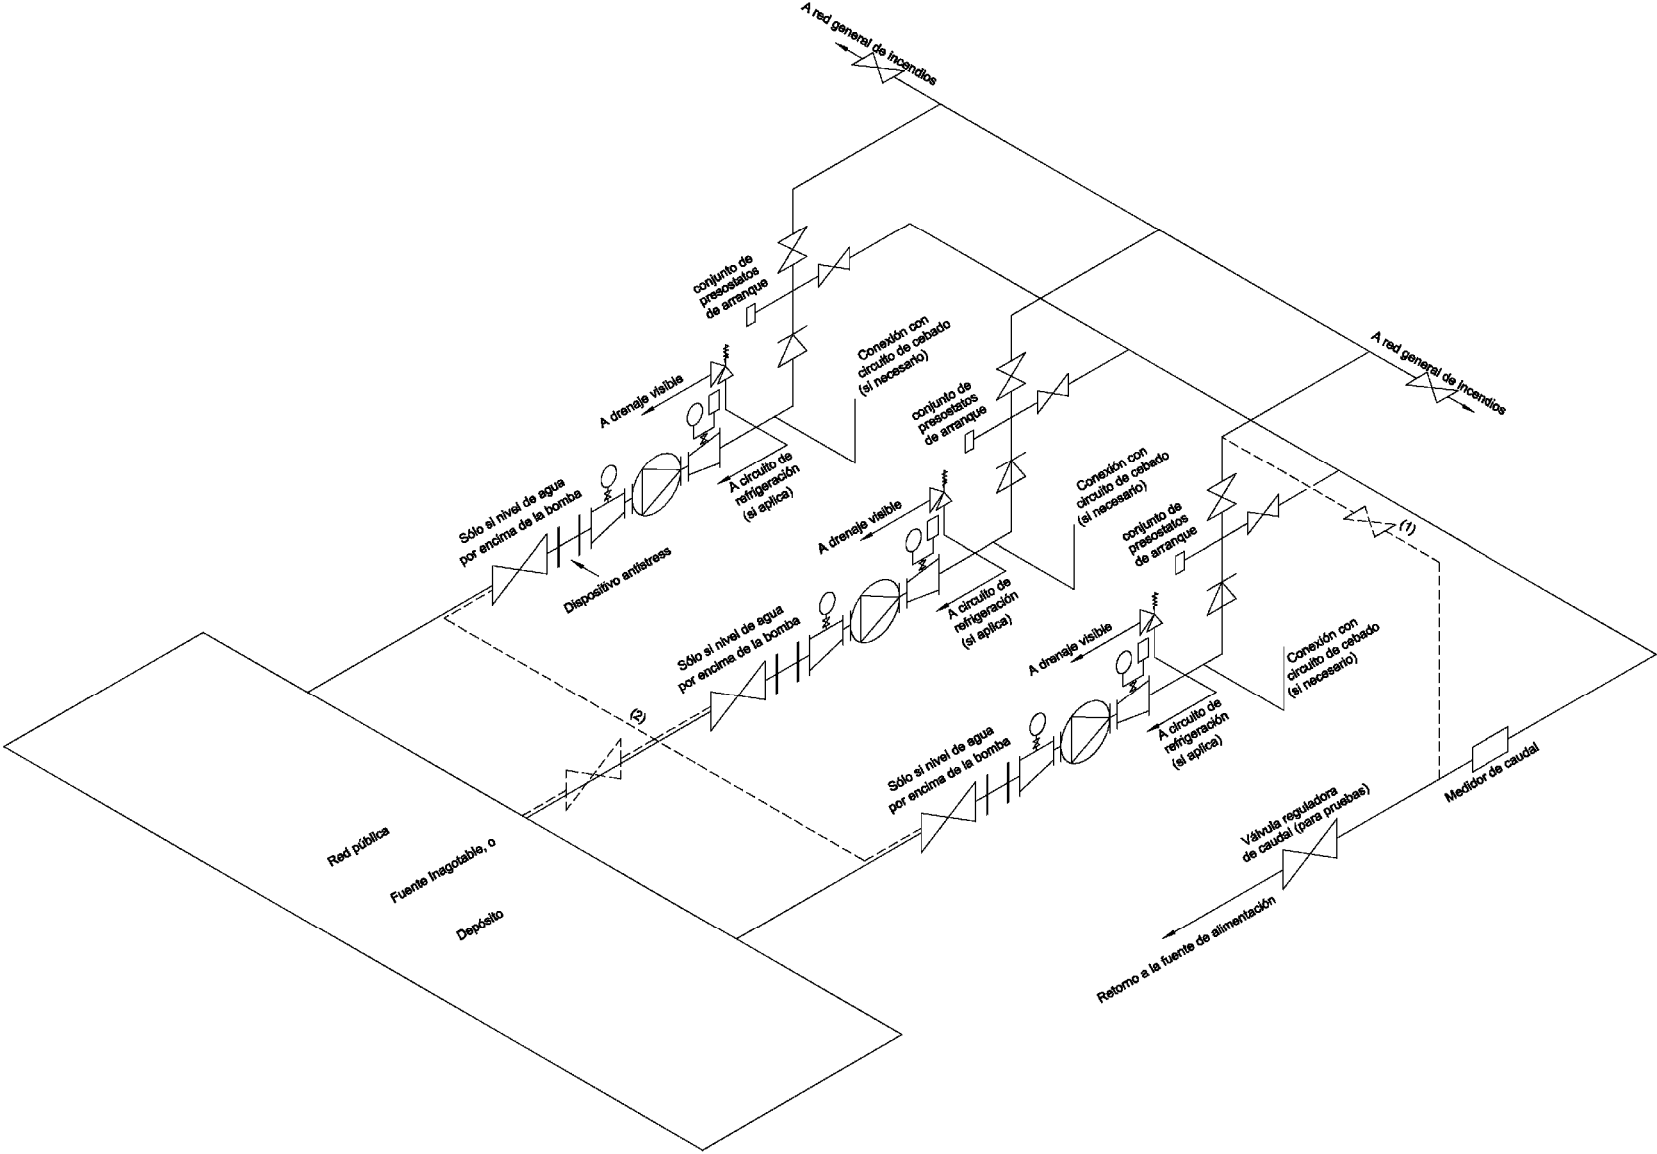 A red general de incendios
conjunto de
presostatos
de arranque
Conexión con
circuito de cebado
(si necesario)
A red general de incendios
A drenaje visible
conjunto de
presostatos
de arranque
A circuito de
refrigeración
(si aplica)
Sólo si nivel de agua
por encima de la bomba
Dispositivo antistress
Conexión con
circuito de cebado
(si necesario)
A drenaje visible
conjunto de
presostatos
de arranque
(1)
A circuito de
refrigeración
(si aplica)
Sólo si nivel de agua
por encima de la bomba
Conexión con
circuito de cebado
(si necesario)
A drenaje visible
A circuito de
refrigeración
(si aplica)
(2)
Sólo si nivel de agua
por encima de la bomba
Medidor de caudal
Válvula reguladora
de caudal (para pruebas)
Red pública
Fuente Inagotable, o
Depósito
Retorno a la fuente de alimentación